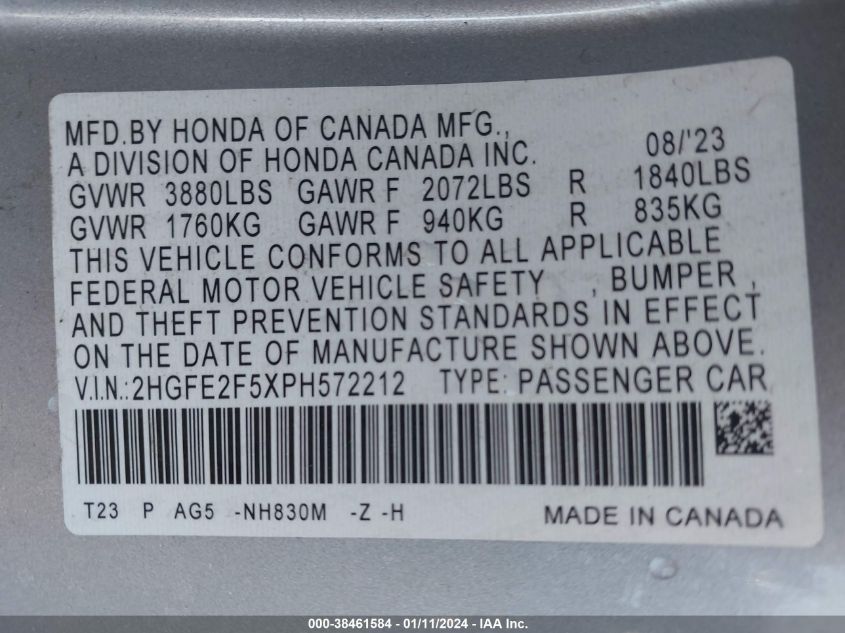 MFD.BY HONDA OF CANADA MFG.,
A DIVISION OF HONDA CANADA INC. 08/'23
GVWR 3880LBS GAWR F 2072LBS R 1840LBS
GVWR 1760KG GAWR F 940KG R 835KG
THIS VEHICLE CONFORMS TO ALL APPLICABLE
FEDERAL MOTOR VEHICLE SAFETY , BUMPER ,
AND THEFT PREVENTION STANDARDS IN EFFECT
ON THE DATE OF MANUFACTURE SHOWN ABOVE.
V.I.N.:2HGFE2F5XPH572212 TYPE: PASSENGER CAR
T23 P AG5 -NH830M -Z -H MADE IN CANADA
000-38461584 - 01/11/2024 - IAA Inc.